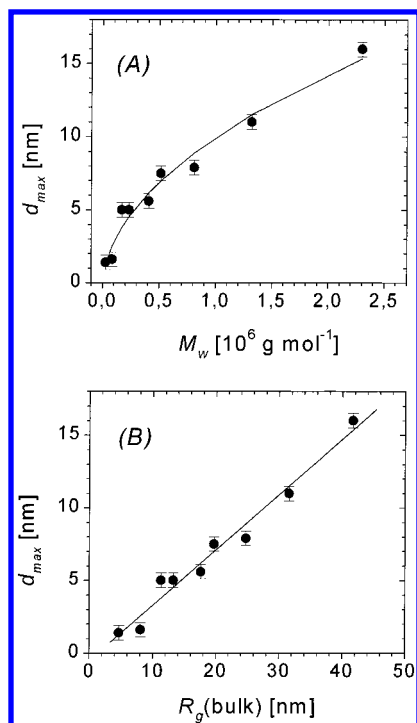 (A)
15
10
5
0
d_max [nm]
0,0 0,5 1,0 1,5 2,0 2,5
M_w [10^6 g mol^-1]
(B)
15
10
5
0
d_max [nm]
0 10 20 30 40 50
R_g(bulk) [nm]